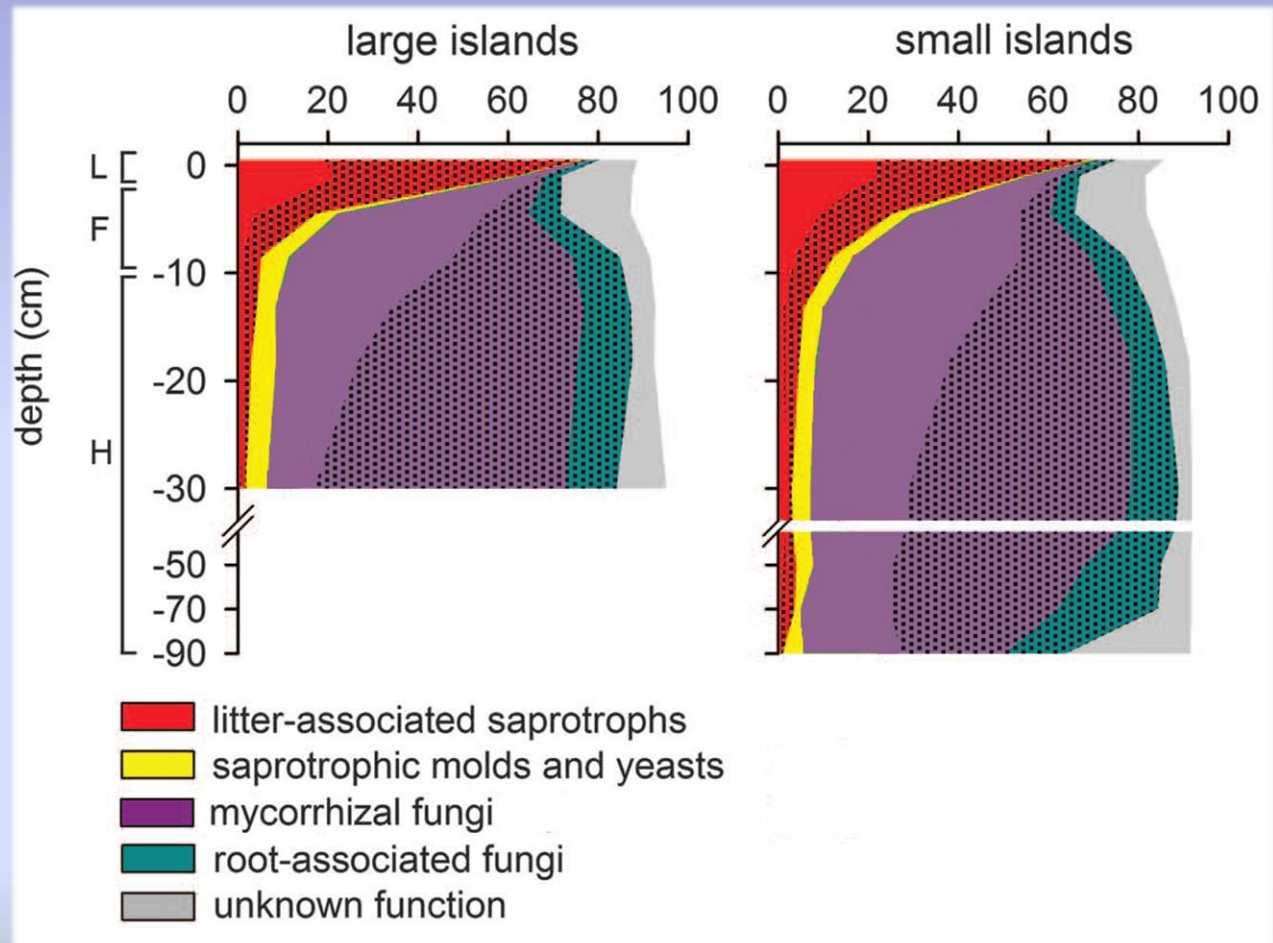 large islands
small islands
0 20 40 60 80 100
0 20 40 60 80 100
depth (cm)
L
F
H
0
-10
-20
-30
-50
-70
-90
litter-associated saprotrophs
saprotrophic molds and yeasts
mycorrhizal fungi
root-associated fungi
unknown function